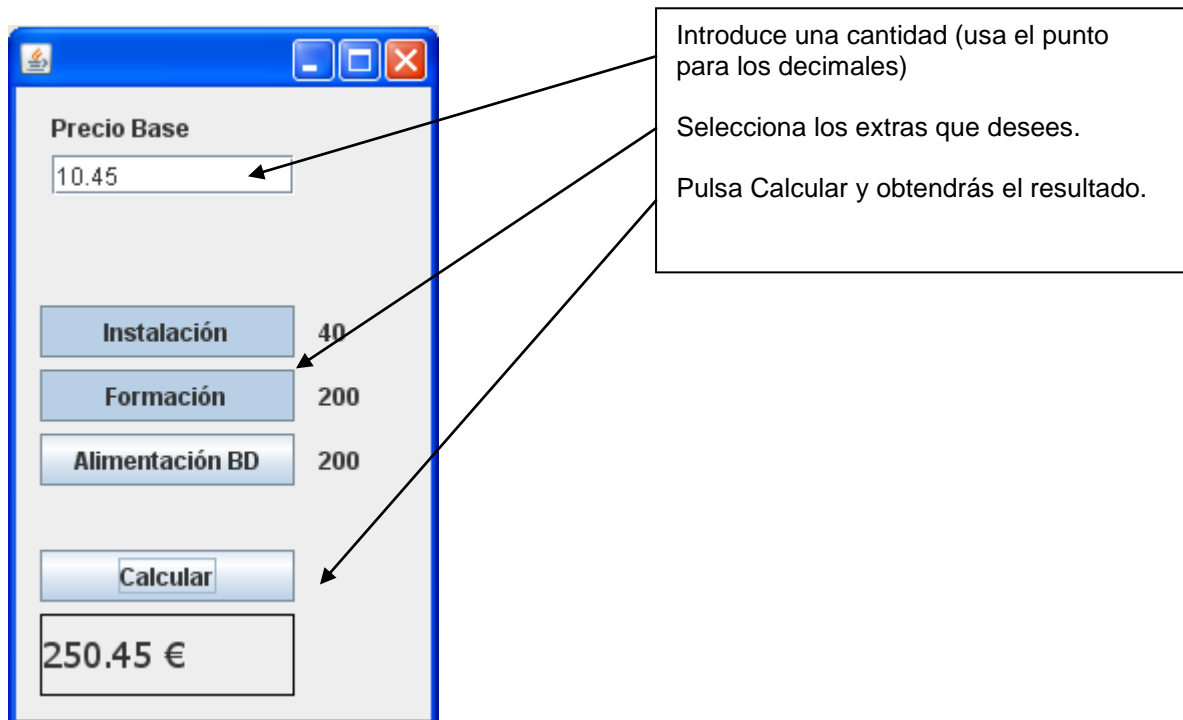 Precio Base
10.45
Instalación 40
Formación 200
Alimentación BD 200
Calcular
250.45 €
Introduce una cantidad (usa el punto
para los decimales)
Selecciona los extras que desees.
Pulsa Calcular y obtendrás el resultado.